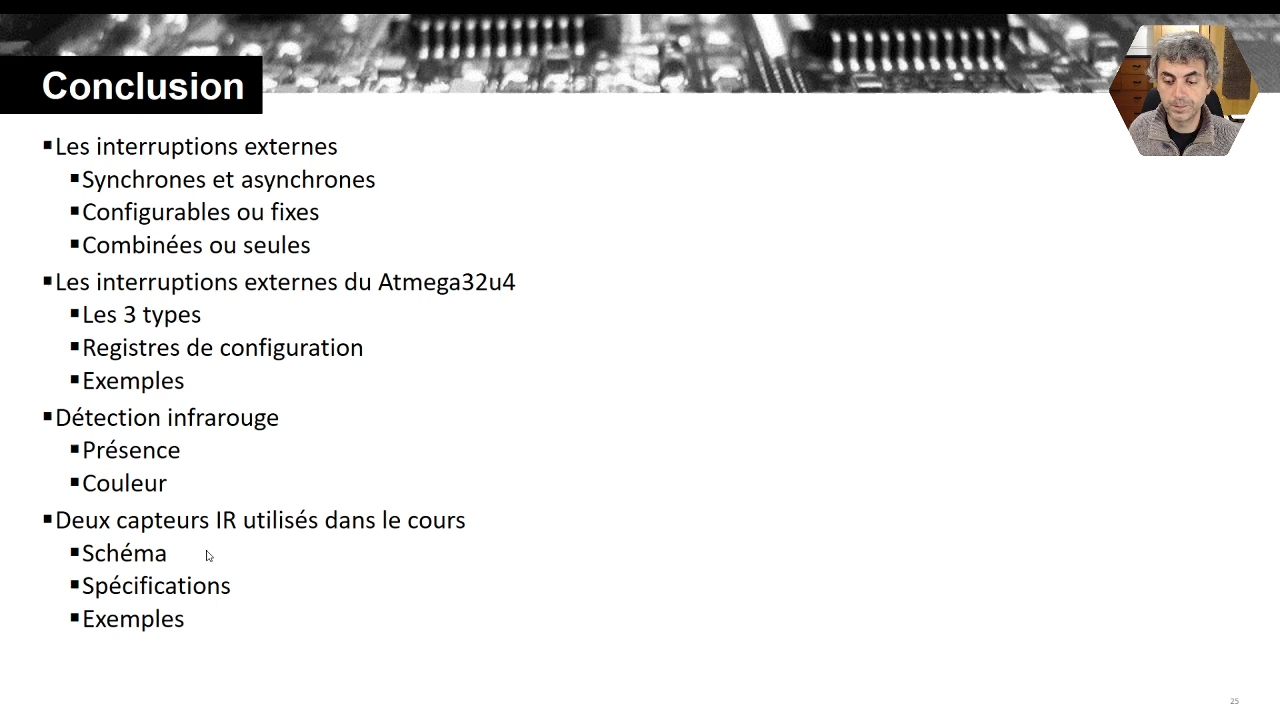 Conclusion
▪Les interruptions externes
▪Synchrones et asynchrones
▪Configurables ou fixes
▪Combinées ou seules
▪Les interruptions externes du Atmega32u4
▪Les 3 types
▪Registres de configuration
▪Exemples
▪Détection infrarouge
▪Présence
▪Couleur
▪Deux capteurs IR utilisés dans le cours
▪Schéma
▪Spécifications
▪Exemples
25